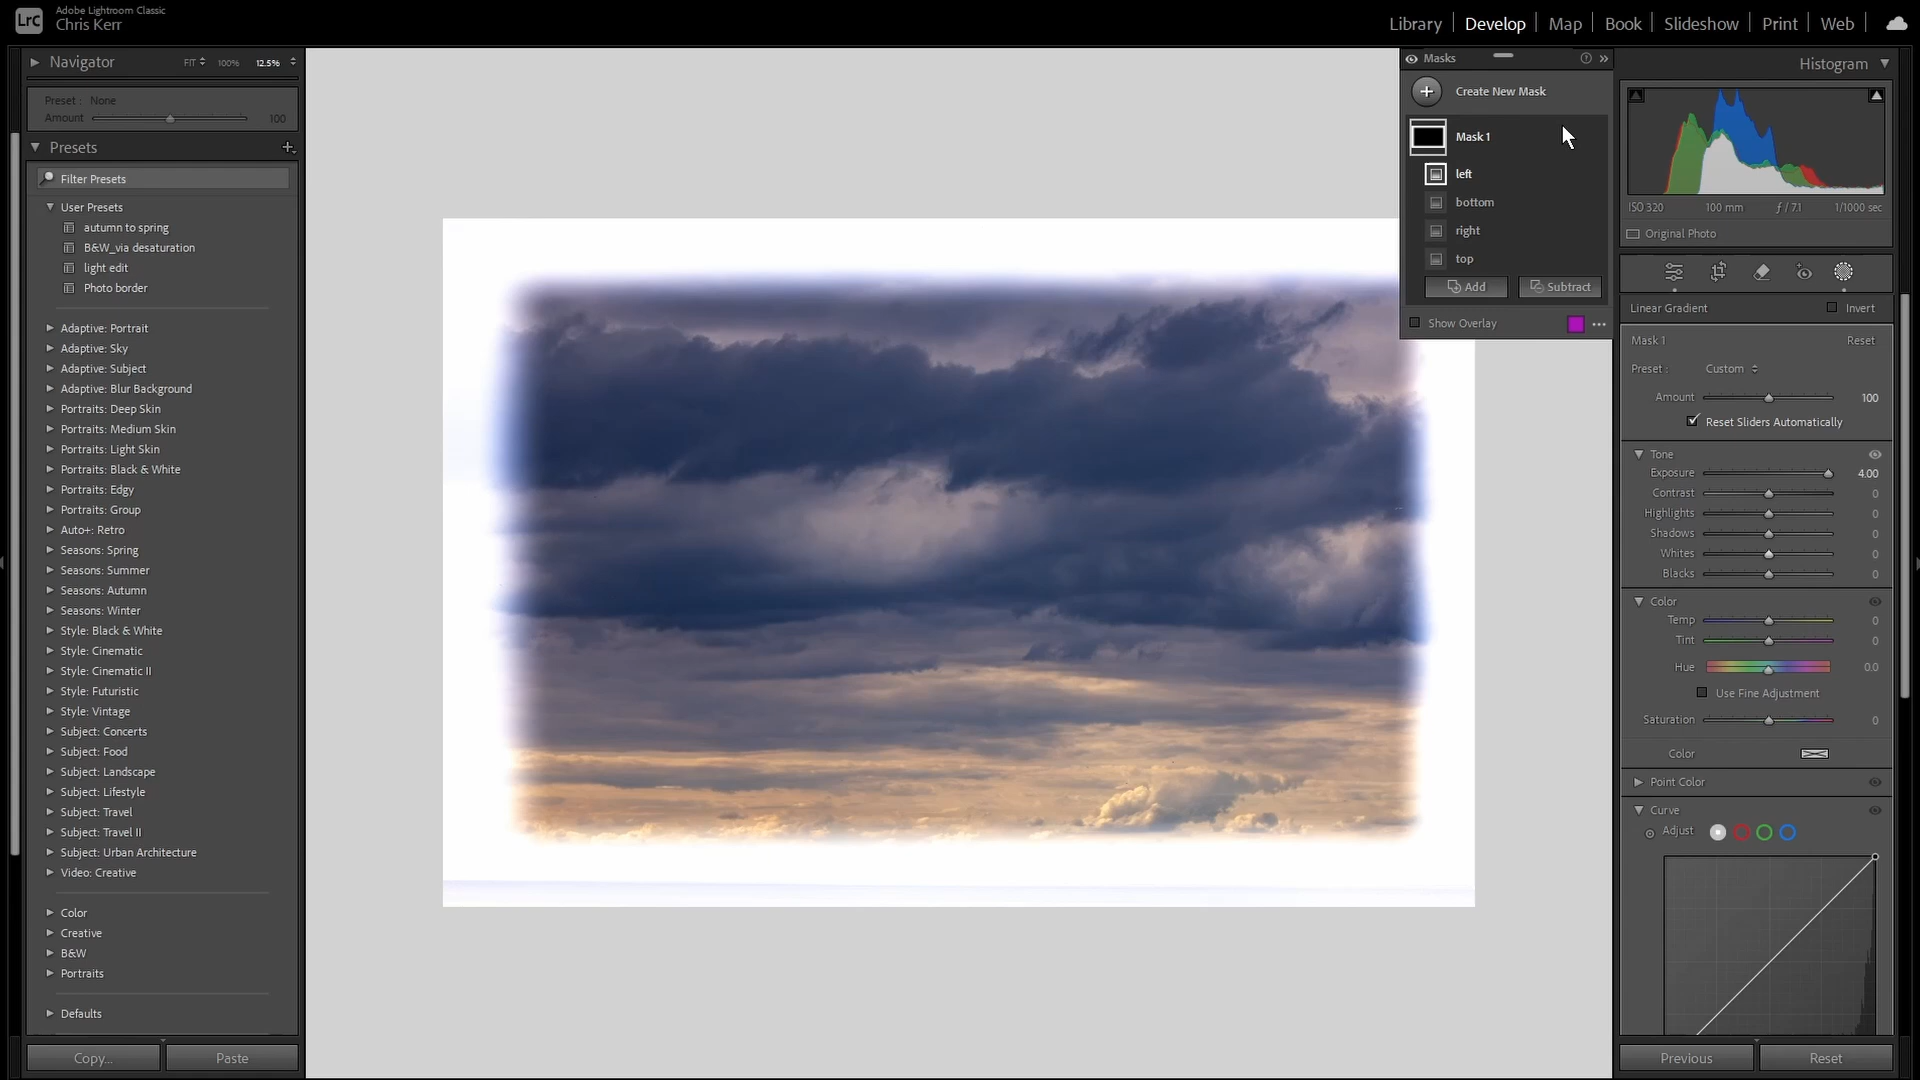 LrC
Adobe Lightroom Classic
Chris Kerr
Library
Develop
Map
Book
Slideshow
Print
Web
Navigator
FIT
100%
12.5%
Preset : None
Amount 100
Presets
Filter Presets
User Presets
autumn to spring
B&W_via desaturation
light edit
Photo border
Adaptive: Portrait
Adaptive: Sky
Adaptive: Subject
Adaptive: Blur Background
Portraits: Deep Skin
Portraits: Medium Skin
Portraits: Light Skin
Portraits: Black & White
Portraits: Edgy
Portraits: Group
Auto+: Retro
Seasons: Spring
Seasons: Summer
Seasons: Autumn
Seasons: Winter
Style: Black & White
Style: Cinematic
Style: Cinematic II
Style: Futuristic
Style: Vintage
Subject: Concerts
Subject: Food
Subject: Landscape
Subject: Lifestyle
Subject: Travel
Subject: Travel II
Subject: Urban Architecture
Video: Creative
Color
Creative
B&W
Portraits
Defaults
Copy...
Paste
Masks
Create New Mask
Mask 1
left
bottom
right
top
Add
Subtract
Show Overlay
Histogram
ISO 320
100 mm
ƒ / 7.1
1/1000 sec
Original Photo
Linear Gradient
Invert
Mask 1
Reset
Preset : Custom
Amount 100
Reset Sliders Automatically
Tone
Exposure 4.00
Contrast 0
Highlights 0
Shadows 0
Whites 0
Blacks 0
Color
Temp 0
Tint 0
Hue 0.0
Use Fine Adjustment
Saturation 0
Color
Point Color
Curve
Adjust
Previous
Reset